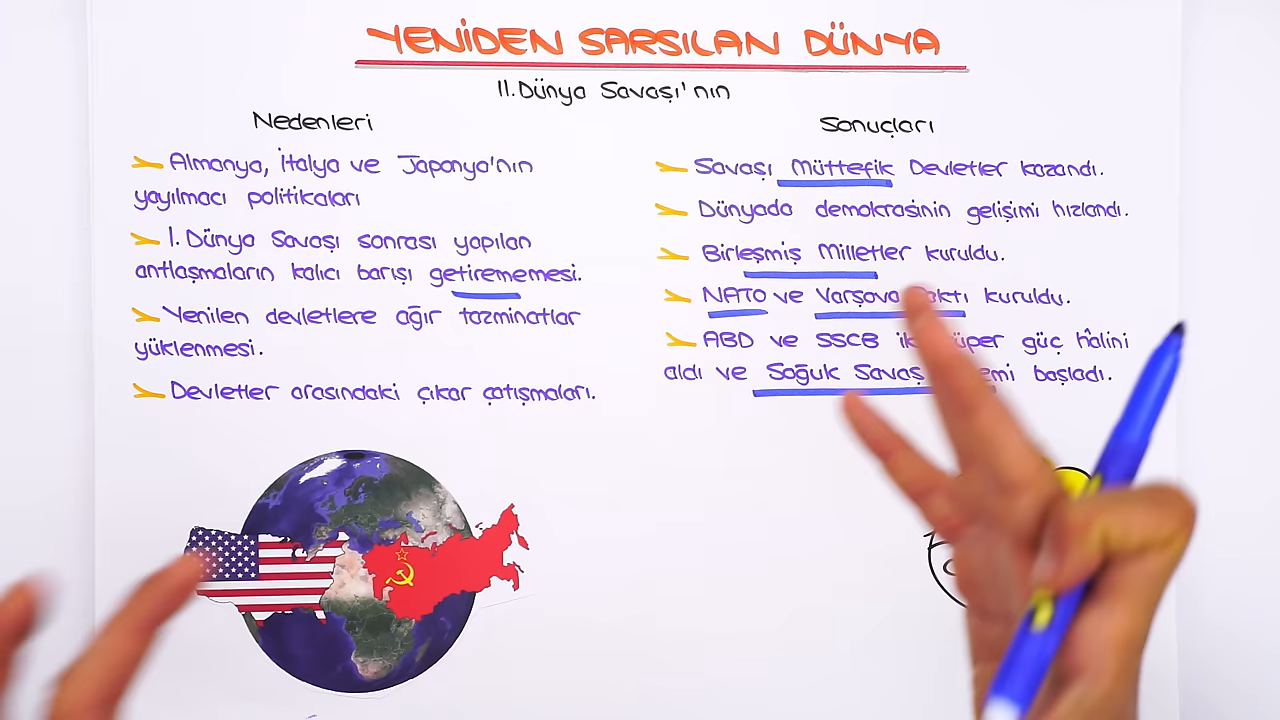 YENİDEN SARSILAN DÜNYA
II.Dünya Savaşı'nın
Nedenleri
Almanya, İtalya ve Japonya'nın
yayılmacı politikaları
I. Dünya Savaşı sonrası yapılan
antlaşmaların kalıcı barışı getirememesi.
Yenilen devletlere ağır tazminatlar
yüklenmesi.
Devletler arasındaki çıkar çatışmaları.
Sonuçları
Savaşı Müttefik Devletler kazandı.
Dünyada demokrasinin gelişimi hızlandı.
Birleşmiş Milletler kuruldu.
NATO ve Varşova kuruldu.
ABD ve SSCB güç hâlini
aldı ve Soğuk başladı.